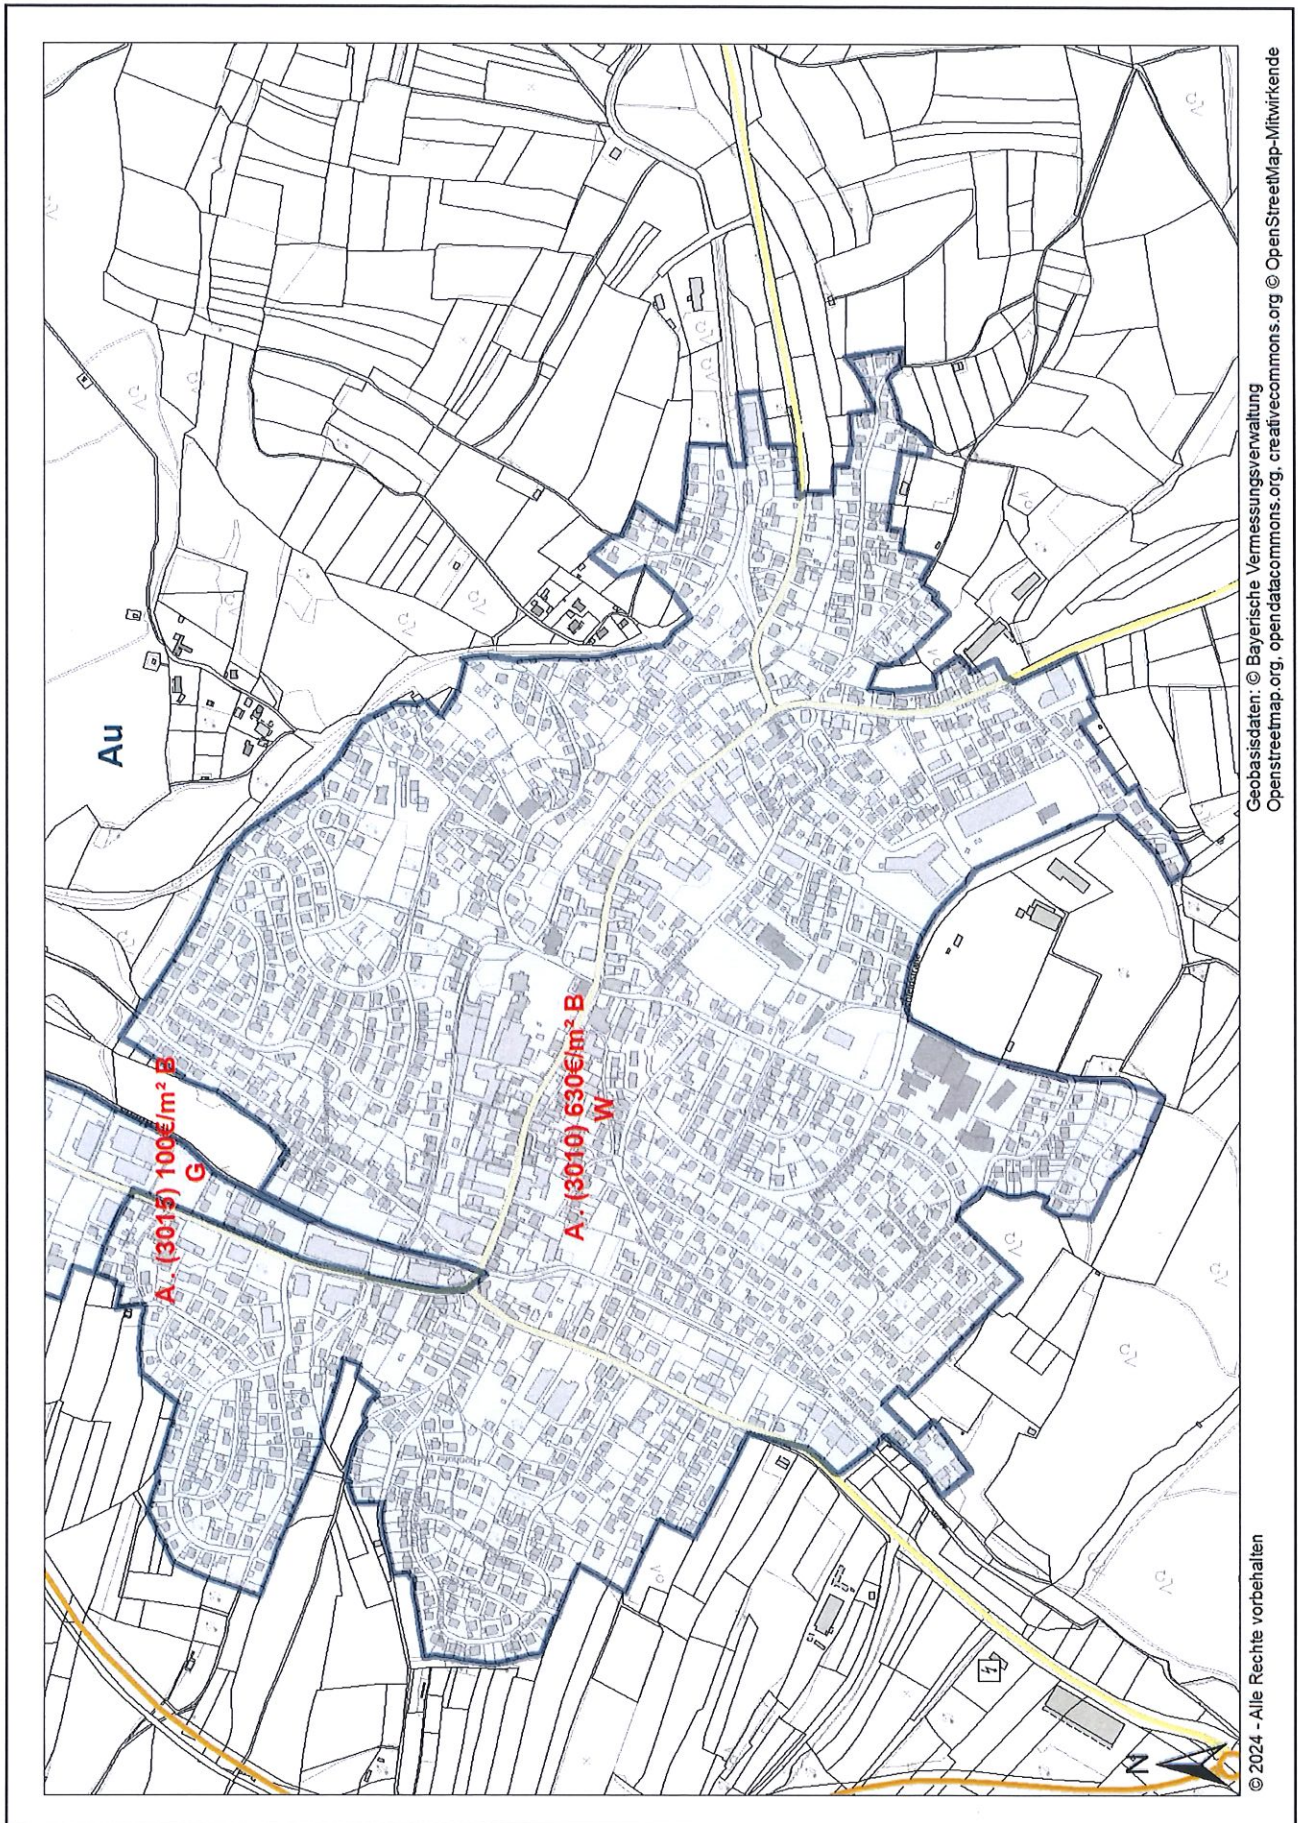 Au
A . (3015) 100€/m² B
G
A . (3010) 630€/m² B
W
N
© 2024 - Alle Rechte vorbehalten
Geobasisdaten: © Bayerische Vermessungsverwaltung
Openstreetmap.org, opendatacommons.org, creativecommons.org © OpenStreetMap-Mitwirkende